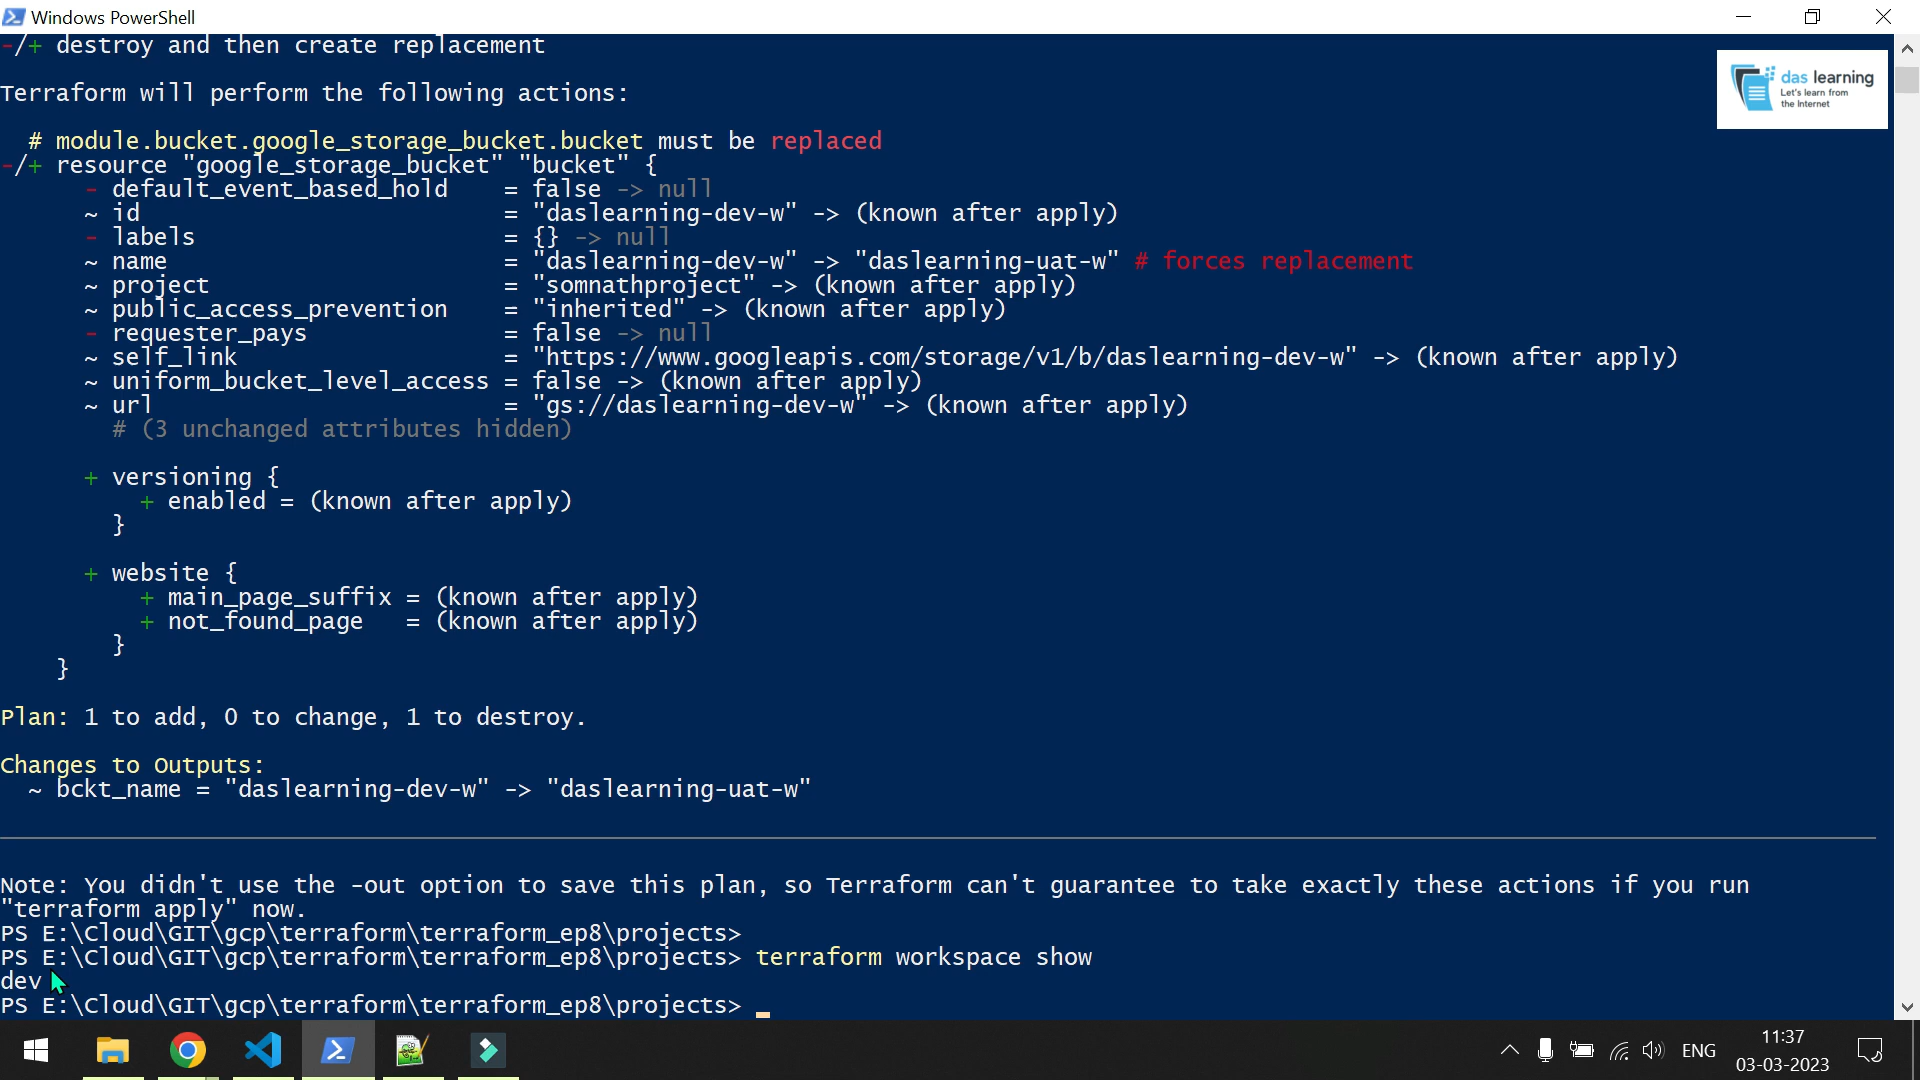 Windows PowerShell
-/+ destroy and then create replacement
das learning
Let's learn from
the Internet
Terraform will perform the following actions:
# module.bucket.google_storage_bucket.bucket must be replaced
-/+ resource "google_storage_bucket" "bucket" {
- default_event_based_hold    = false -> null
~ id                          = "daslearning-dev-w" -> (known after apply)
- labels                      = {} -> null
~ name                        = "daslearning-dev-w" -> "daslearning-uat-w" # forces replacement
~ project                     = "somnathproject" -> (known after apply)
~ public_access_prevention    = "inherited" -> (known after apply)
- requester_pays              = false -> null
~ self_link                   = "https://www.googleapis.com/storage/v1/b/daslearning-dev-w" -> (known after apply)
~ uniform_bucket_level_access = false -> (known after apply)
~ url                         = "gs://daslearning-dev-w" -> (known after apply)
# (3 unchanged attributes hidden)
+ versioning {
+ enabled = (known after apply)
}
+ website {
+ main_page_suffix = (known after apply)
+ not_found_page   = (known after apply)
}
}
Plan: 1 to add, 0 to change, 1 to destroy.
Changes to Outputs:
~ bckt_name = "daslearning-dev-w" -> "daslearning-uat-w"
Note: You didn't use the -out option to save this plan, so Terraform can't guarantee to take exactly these actions if you run
"terraform apply" now.
PS E:\Cloud\GIT\gcp\terraform\terraform_ep8\projects>
PS E:\Cloud\GIT\gcp\terraform\terraform_ep8\projects> terraform workspace show
dev
PS E:\Cloud\GIT\gcp\terraform\terraform_ep8\projects>
ENG
11:37
03-03-2023